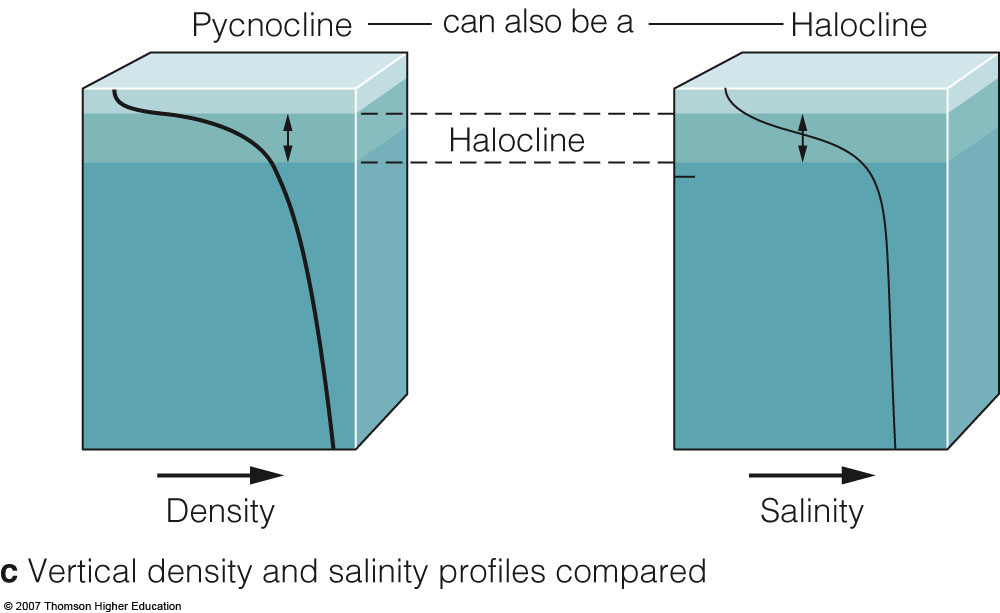 Pycnocline can also be a Halocline
Halocline
Density
Salinity
c Vertical density and salinity profiles compared
© 2007 Thomson Higher Education